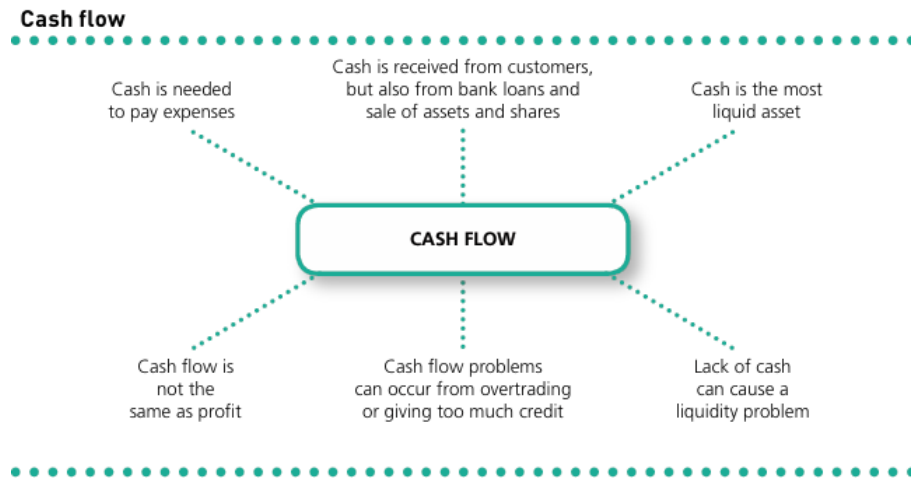 Cash flow
Cash is needed
to pay expenses
Cash is received from customers,
but also from bank loans and
sale of assets and shares
Cash is the most
liquid asset
CASH FLOW
Cash flow is
not the
same as profit
Cash flow problems
can occur from overtrading
or giving too much credit
Lack of cash
can cause a
liquidity problem